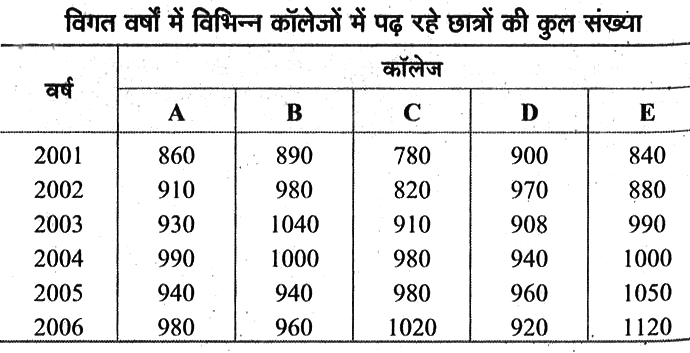 विगत वर्षों में विभिन्न कॉलेजों में पढ़ रहे छात्रों की कुल संख्या
वर्ष कॉलेज
A B C D E
2001 860 890 780 900 840
2002 910 980 820 970 880
2003 930 1040 910 908 990
2004 990 1000 980 940 1000
2005 940 940 980 960 1050
2006 980 960 1020 920 1120